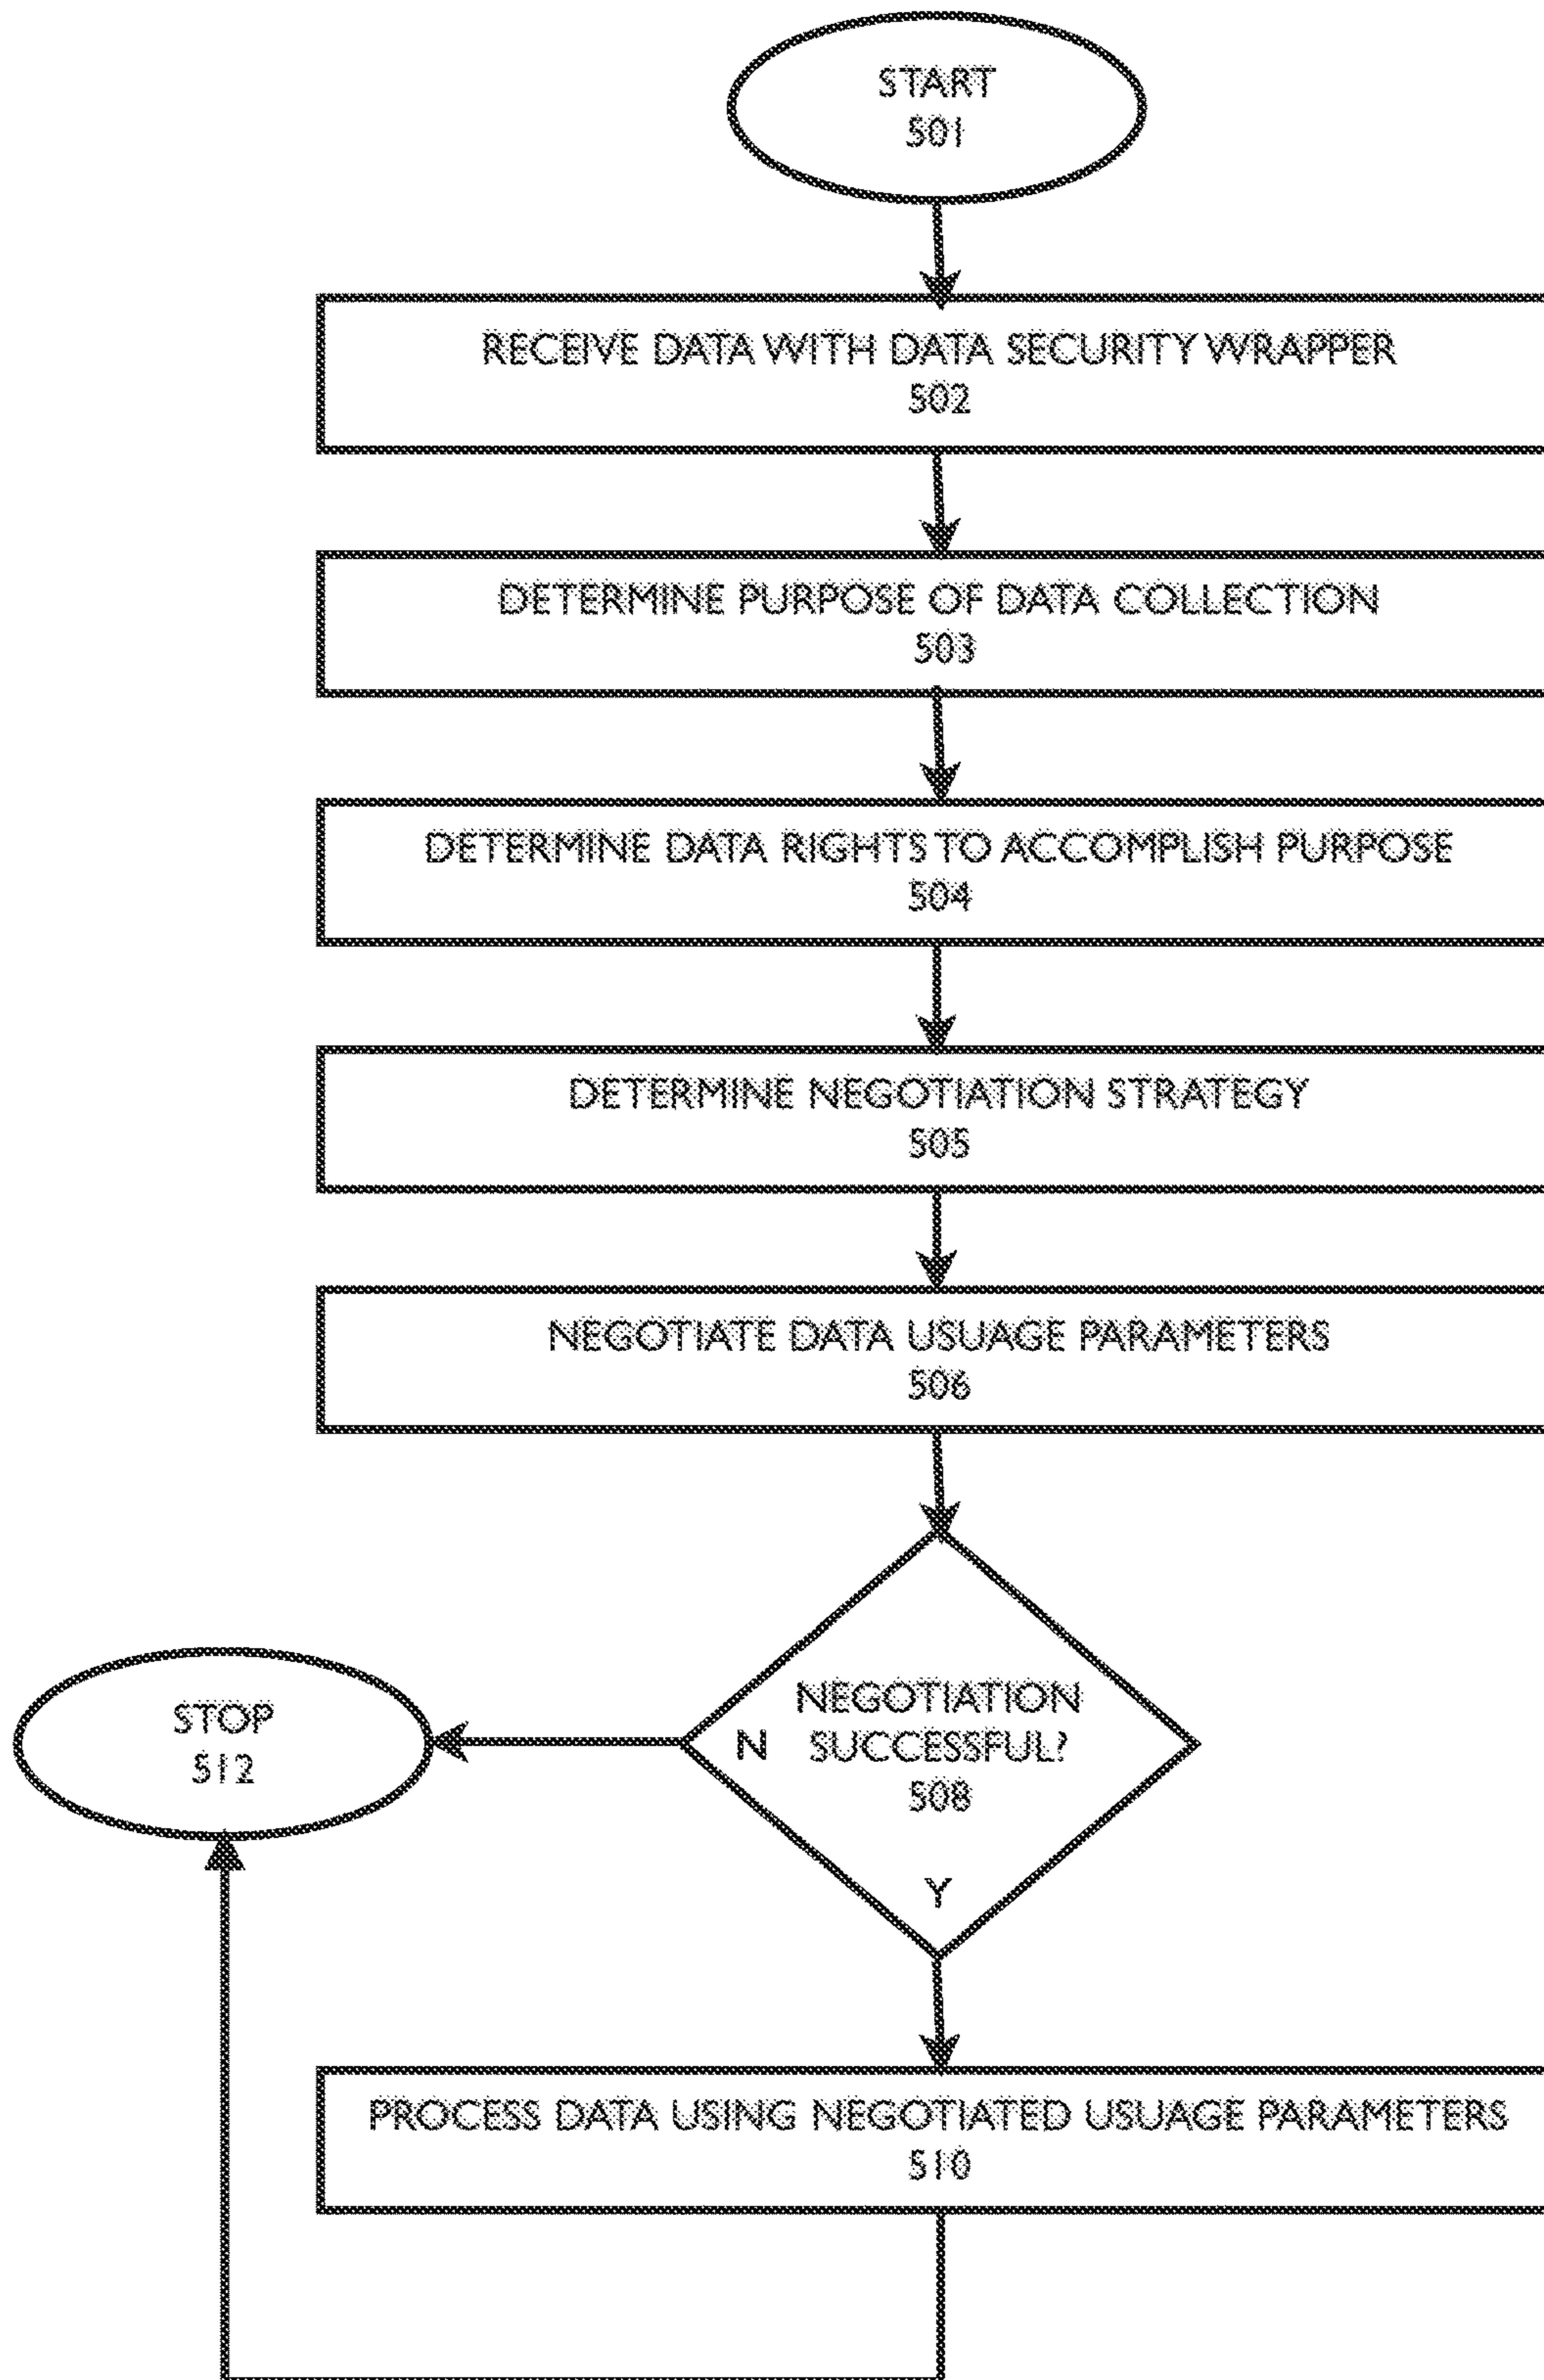 START
501
RECEIVE DATA WITH DATA SECURITY WRAPPER
502
DETERMINE PURPOSE OF DATA COLLECTION
503
DETERMINE DATA RIGHTS TO ACCOMPLISH PURPOSE
504
DETERMINE NEGOTIATION STRATEGY
505
NEGOTIATE DATA USUAGE PARAMETERS
506
NEGOTIATION
N SUCCESSFUL?
508
Y
STOP
512
PROCESS DATA USING NEGOTIATED USUAGE PARAMETERS
510